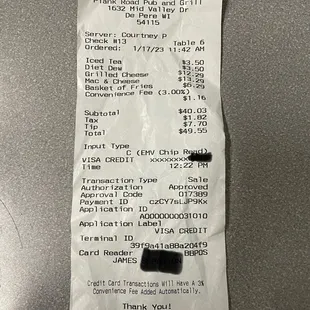 Plank Road Pub and Grill
1632 Mid Valley Dr
De Pere WI
54115
Server: Courtney P
Check #13 Table 6
Ordered: 1/17/23 11:42 AM
Iced Tea $3.50
Diet Dew $3.50
Grilled Cheese $12.29
Mac & Cheese $13.29
Basket of Fries $6.29
Convenience Fee (3.00%)
$1.16
Subtotal $40.03
Tax $1.82
Tip $7.70
Total $49.55
Input Type
C (EMV Chip Read)
VISA CREDIT xxxxxxxx
Time 12:22 PM
Transaction Type Sale
Authorization Approved
Approval Code 017389
Payment ID czCY7sLJP9Kx
Application ID
A0000000031010
Application Label
VISA CREDIT
Terminal ID
39f9a41a88a204f9
Card Reader BBPOS
JAMES
Credit Card Transactions Will Have A 3%
Convenience Fee Added Automatically.
Thank You!